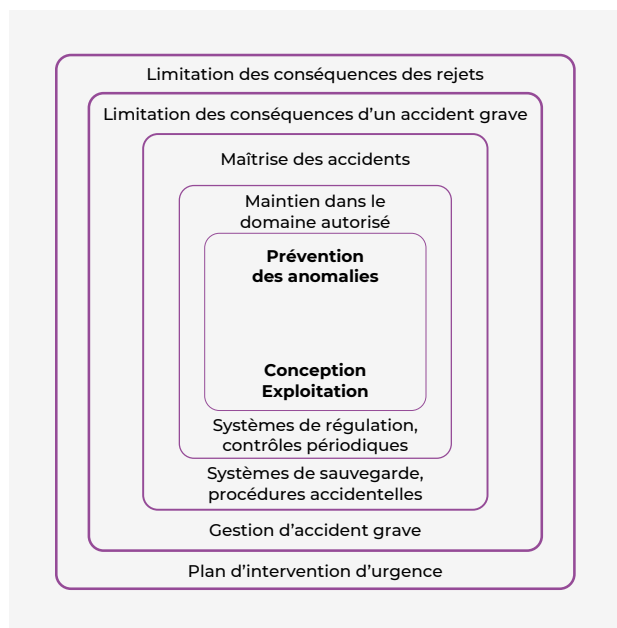 Limitation des conséquences des rejets
Limitation des conséquences d’un accident grave
Maîtrise des accidents
Maintien dans le
domaine autorisé
Prévention
des anomalies
Conception
Exploitation
Systèmes de régulation,
contrôles périodiques
Systèmes de sauvegarde,
procédures accidentelles
Gestion d’accident grave
Plan d’intervention d’urgence